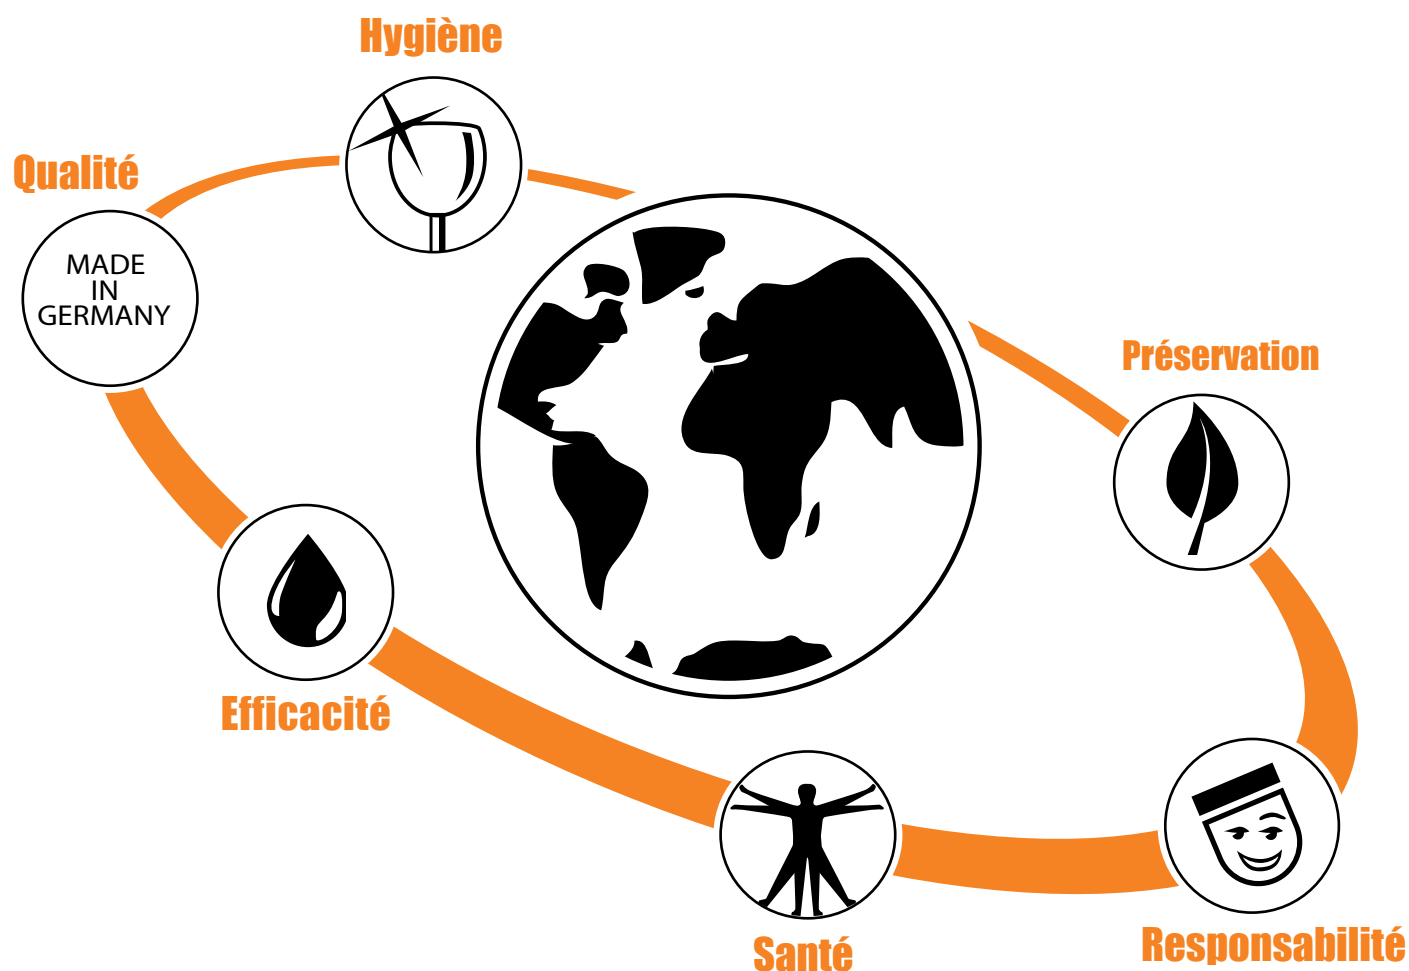 Hygiène
Qualité
MADE
IN
GERMANY
Préservation
Efficacité
Santé
Responsabilité